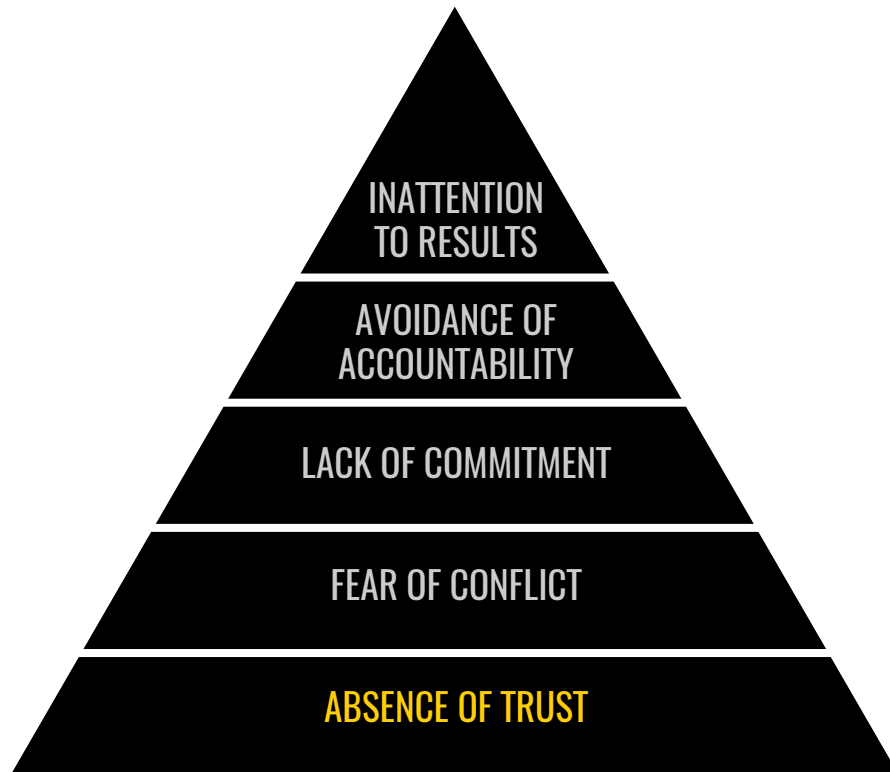 INATTENTION
TO RESULTS
AVOIDANCE OF
ACCOUNTABILITY
LACK OF COMMITMENT
FEAR OF CONFLICT
ABSENCE OF TRUST